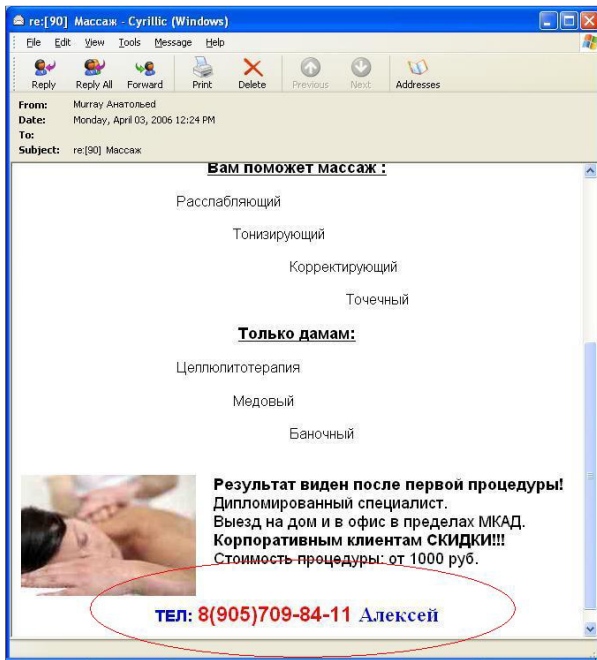 re:[90] Массаж - Cyrillic (Windows)
File Edit View Tools Message Help
Reply Reply All Forward Print Delete Previous Next Addresses
From: Murray Анатольед
Date: Monday, April 03, 2006 12:24 PM
To:
Subject: re:[90] Массаж
Вам поможет массаж :
Расслабляющий
Тонизирующий
Корректирующий
Точечный
Только дамам:
Целлюлитотерапия
Медовый
Баночный
Результат виден после первой процедуры!
Дипломированный специалист.
Выезд на дом и в офис в пределах МКАД.
Корпоративным клиентам СКИДКИ!!!
Стоимость процедуры: от 1000 руб.
ТЕЛ: 8(905)709-84-11 Алексей